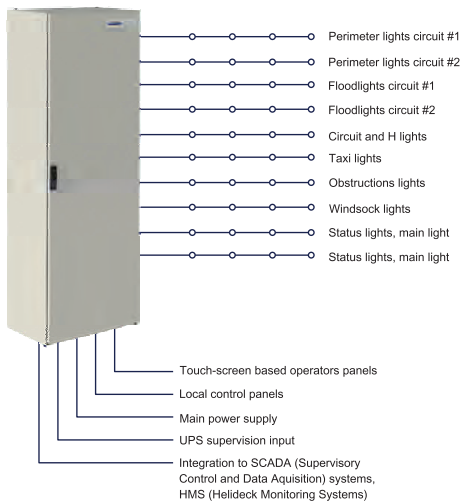 Perimeter lights circuit #1
Perimeter lights circuit #2
Floodlights circuit #1
Floodlights circuit #2
Circuit and H lights
Taxi lights
Obstructions lights
Windsock lights
Status lights, main light
Status lights, main light
Touch-screen based operators panels
Local control panels
Main power supply
UPS supervision input
Integration to SCADA (Supervisory
Control and Data Aquisition) systems,
HMS (Helideck Monitoring Systems)